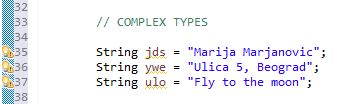 32
33 // COMPLEX TYPES
34
35 String jds = "Marija Marjanovic";
36 String ywe = "Ulica 5, Beograd";
37 String ulo = "Fly to the moon";
38